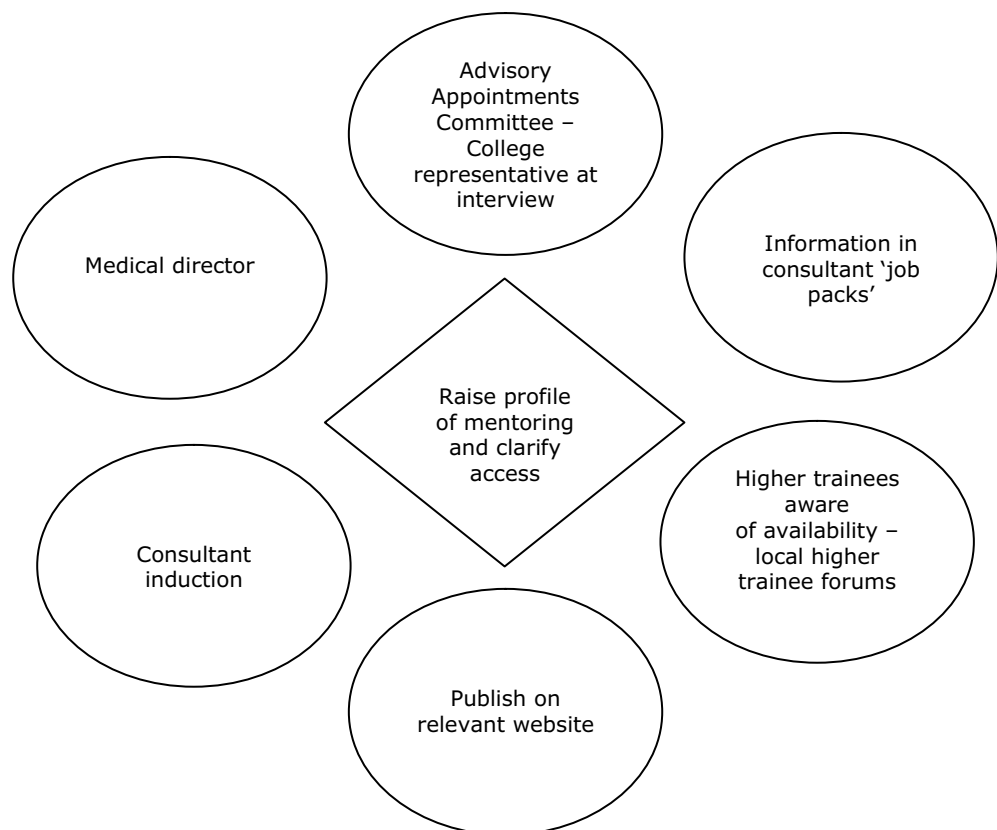 Advisory
Appointments
Committee –
College
representative at
interview
Medical director
Information in
consultant ‘job
packs’
Raise profile
of mentoring
and clarify
access
Higher trainees
aware
of availability –
local higher
trainee forums
Consultant
induction
Publish on
relevant website